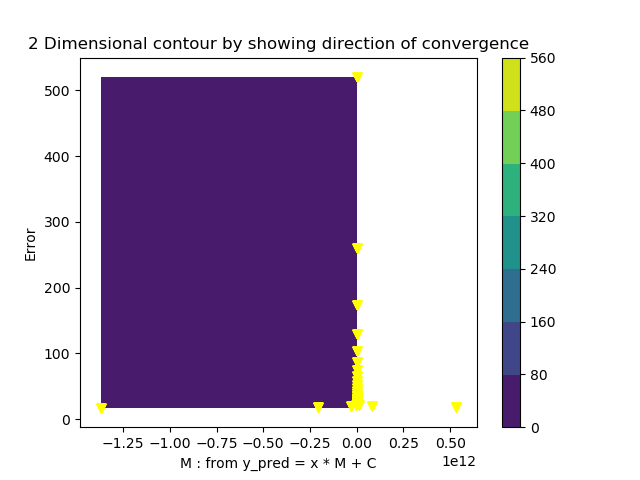 2 Dimensional contour by showing direction of convergence
560
500
480
400
400
300
320
Error
240
200
160
100
80
0
0
−1.25 −1.00 −0.75 −0.50 −0.25 0.00 0.25 0.50
1e12
M : from y_pred = x * M + C